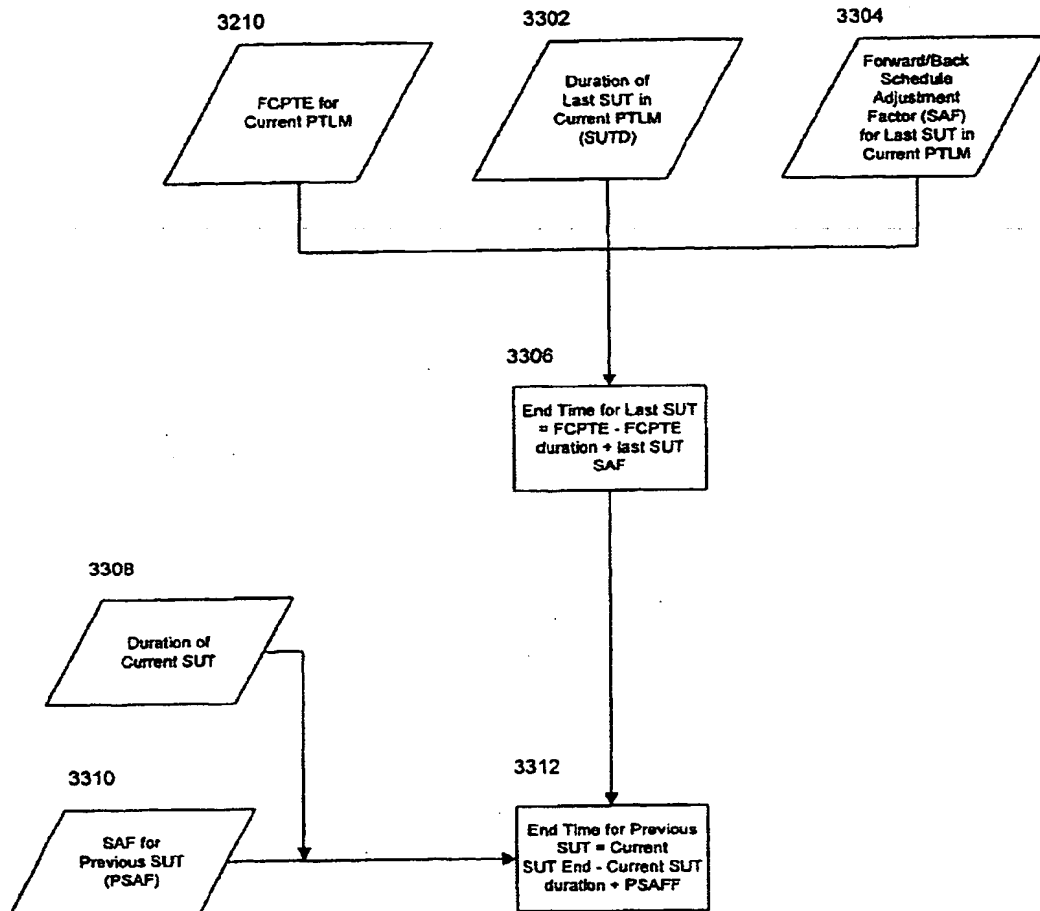 3210
3302
3304
FCPTE for
Current PTLM
Duration of
Last SUT in
Current PTLM
(SUTD)
Forward/Back
Schedule
Adjustment
Factor (SAF)
for Last SUT in
Current PTLM
3306
End Time for Last SUT
= FCPTE - FCPTE
duration + last SUT
SAF
3308
Duration of
Current SUT
3310
SAF for
Previous SUT
(PSAF)
3312
End Time for Previous
SUT = Current
SUT End - Current SUT
duration + PSAFF